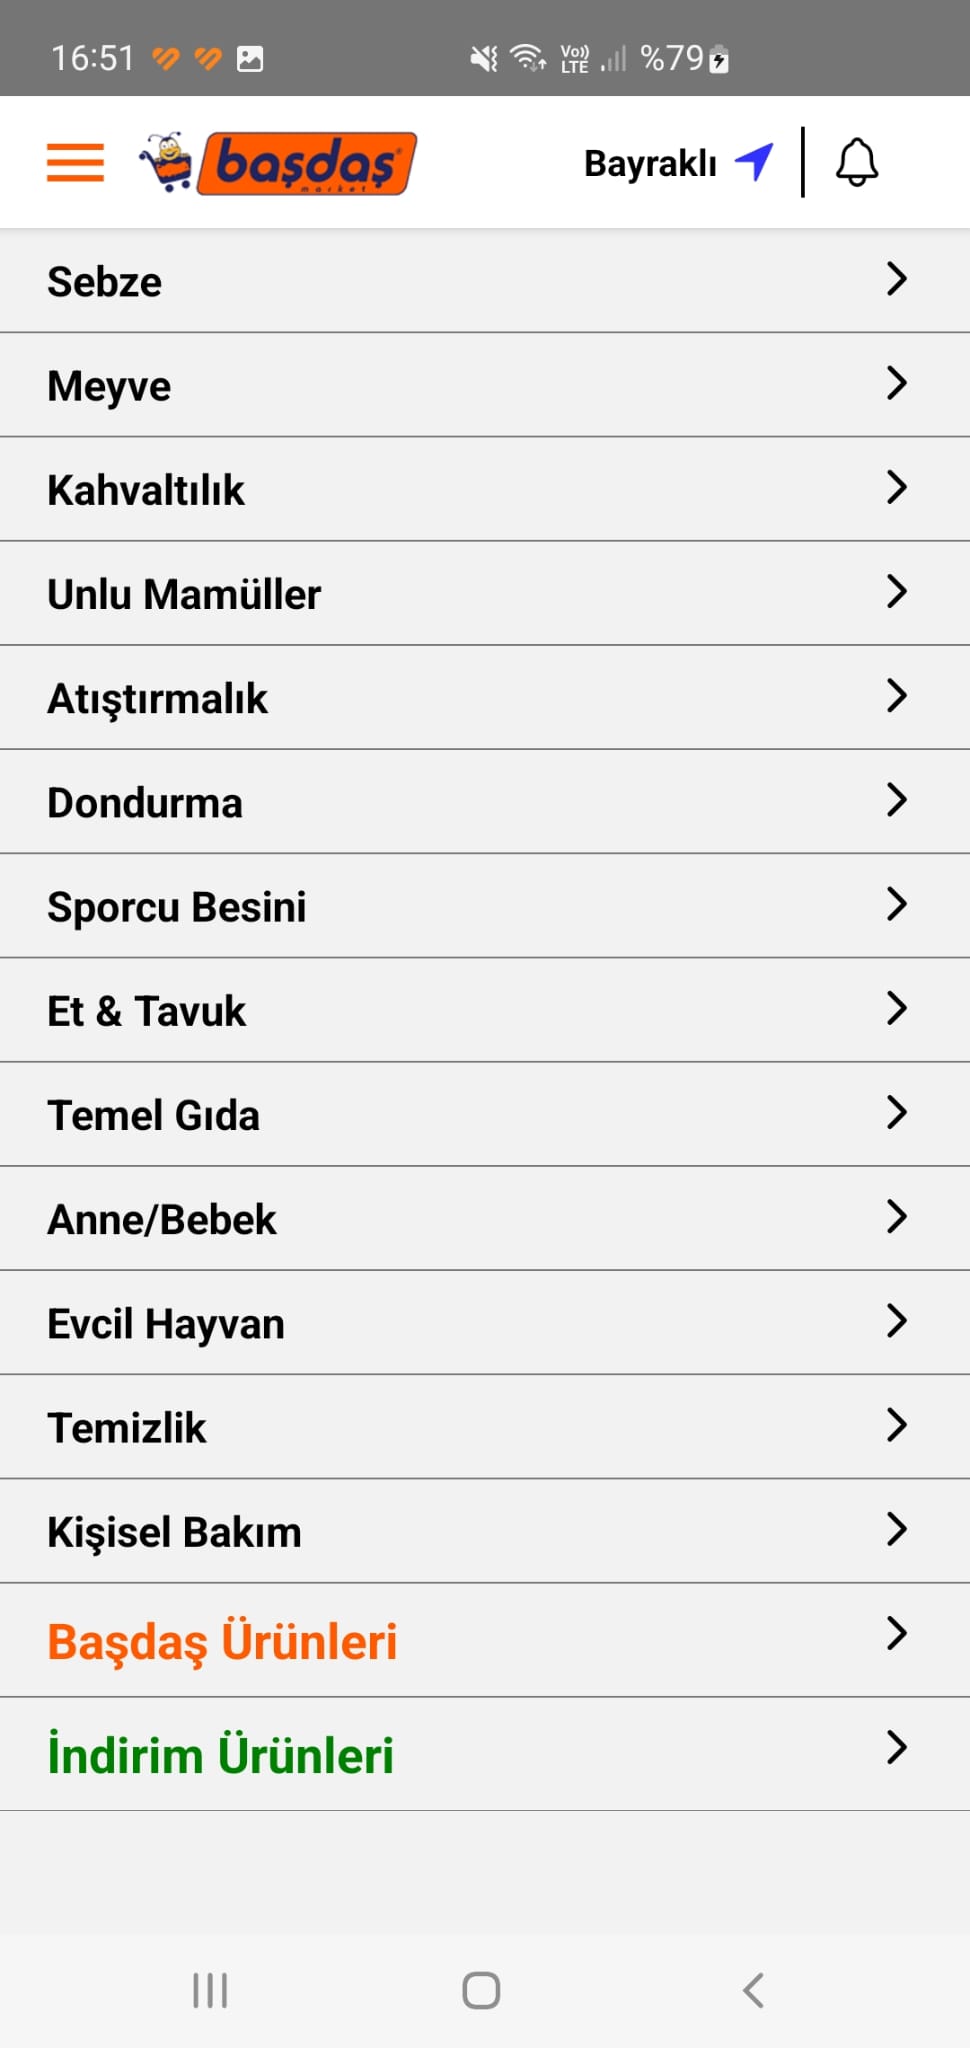 16:51
Vo)) LTE %79
başdaş
market
Bayraklı
Sebze
Meyve
Kahvaltılık
Unlu Mamüller
Atıştırmalık
Dondurma
Sporcu Besini
Et & Tavuk
Temel Gıda
Anne/Bebek
Evcil Hayvan
Temizlik
Kişisel Bakım
Başdaş Ürünleri
İndirim Ürünleri